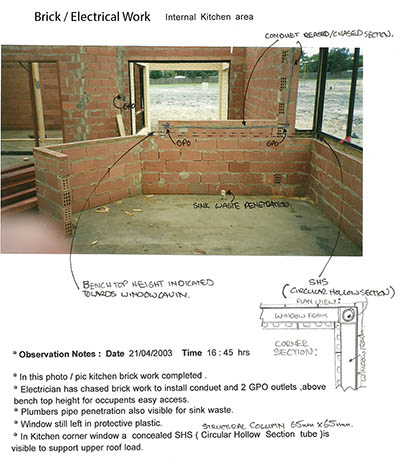 Brick / Electrical Work Internal Kitchen area
CONDUIT REBARED/CHASED SECTION.
GPO
GPO
GPO
SINK WASTE PENETRATION
BENCH TOP HEIGHT INDICATED
TOWARDS WINDOW CAVITY.
SHS
(CIRCULAR HOLLOW SECTION)
PLAN VIEW:
WINDOW FRAM
CORNER
SECTION:
WINDOW FRAM
* Observation Notes : Date 21/04/2003 Time 16 : 45 hrs
* In this photo / pic kitchen brick work completed .
* Electrician has chased brick work to install conduet and 2 GPO outlets ,above
bench top height for occupents easy access.
* Plumbers pipe penetration also visible for sink waste.
* Window still left in protective plastic.
STRUCTURAL COLUMN 65mm X 65mm.
* In Kitchen corner window a concealed SHS ( Circular Hollow Section tube )is
visible to support upper roof load.